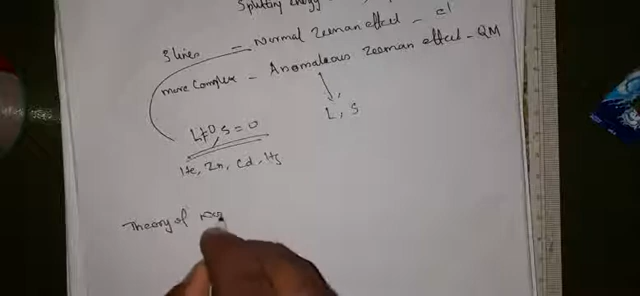 Splitting energy
3 lines - Normal Zeeman effect - cl
more complex - Anomalous Zeeman effect - QM
L, S
L≠0 S=0
He, Zn, Cd, Hg
Theory of